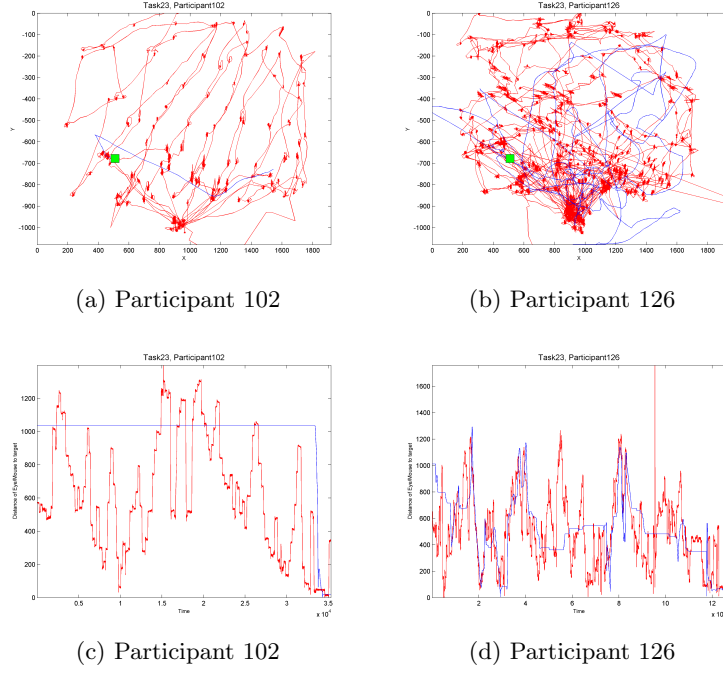 Task23, Participant102
0
-100
-200
-300
-400
-500
-600
-700
-800
-900
-1000
Y
0 200 400 600 800 1000 1200 1400 1600 1800
X
(a) Participant 102
Task23, Participant126
0
-100
-200
-300
-400
-500
-600
-700
-800
-900
-1000
Y
0 200 400 600 800 1000 1200 1400 1600 1800
X
(b) Participant 126
Task23, Participant102
1200
1000
800
600
400
200
0
Distance of Eye/Mouse to target
0.5 1 1.5 2 2.5 3 3.5
Time
x 10^4
(c) Participant 102
Task23, Participant126
1600
1400
1200
1000
800
600
400
200
0
Distance of Eye/Mouse to target
2 4 6 8 10 12
Time
x 10
(d) Participant 126